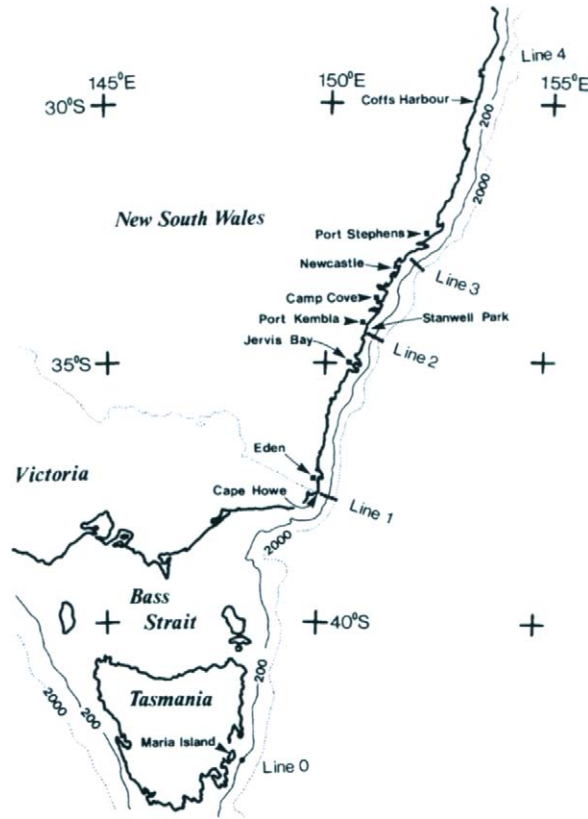 Line 4
145°E
150°E
155°E
30°S
Coffs Harbour
200
2000
New South Wales
Port Stephens
Newcastle
Line 3
Camp Cove
Port Kembla
Stanwell Park
Jervis Bay
Line 2
35°S
Eden
Victoria
Cape Howe
Line 1
2000
Bass
Strait
40°S
200
Tasmania
2000
200
Maria Island
Line 0